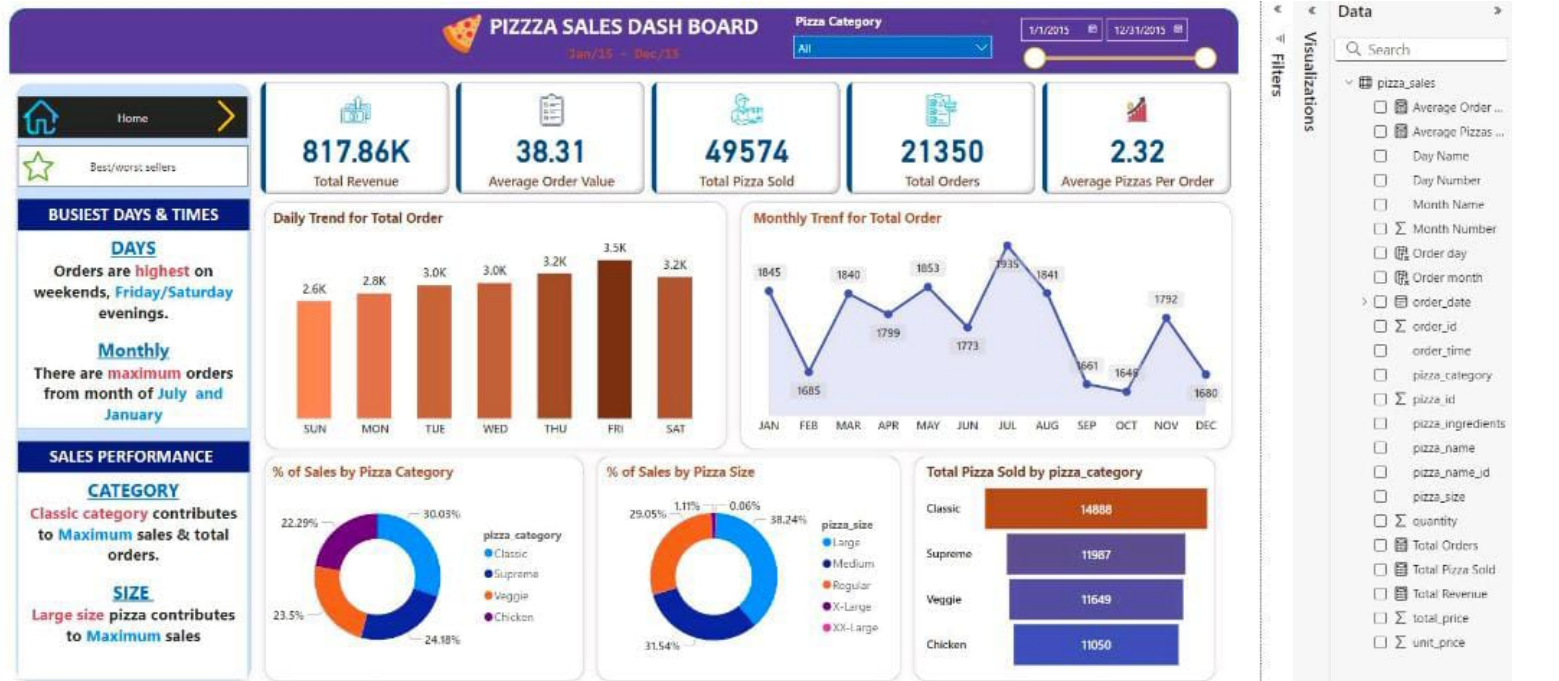 PIZZZA SALES DASH BOARD
Jan/15 - Dec/15
Pizza Category
All
1/1/2015
12/31/2015
Home
Best/worst sellers
BUSIEST DAYS & TIMES
DAYS
Orders are highest on
weekends, Friday/Saturday
evenings.
Monthly
There are maximum orders
from month of July and
January
SALES PERFORMANCE
CATEGORY
Classic category contributes
to Maximum sales & total
orders.
SIZE
Large size pizza contributes
to Maximum sales
817.86K
Total Revenue
38.31
Average Order Value
49574
Total Pizza Sold
21350
Total Orders
2.32
Average Pizzas Per Order
Daily Trend for Total Order
2.6K
2.8K
3.0K
3.0K
3.2K
3.5K
3.2K
SUN MON TUE WED THU FRI SAT
Monthly Trenf for Total Order
1845
1685
1840
1799
1853
1773
1935
1841
1661
1646
1792
1680
JAN FEB MAR APR MAY JUN JUL AUG SEP OCT NOV DEC
% of Sales by Pizza Category
22.29%
30.03%
23.5%
24.18%
pizza_category
Classic
Supreme
Veggie
Chicken
% of Sales by Pizza Size
29.05%
1.11%
0.06%
38.24%
31.54%
pizza_size
Large
Medium
Regular
X-Large
XX-Large
Total Pizza Sold by pizza_category
Classic 14888
Supreme 11987
Veggie 11649
Chicken 11050
Filters
Visualizations
Data
Search
pizza_sales
Average Order ...
Average Pizzas ...
Day Name
Day Number
Month Name
Month Number
Order day
Order month
order_date
order_id
order_time
pizza_category
pizza_id
pizza_ingredients
pizza_name
pizza_name_id
pizza_size
quantity
Total Orders
Total Pizza Sold
Total Revenue
total_price
unit_price